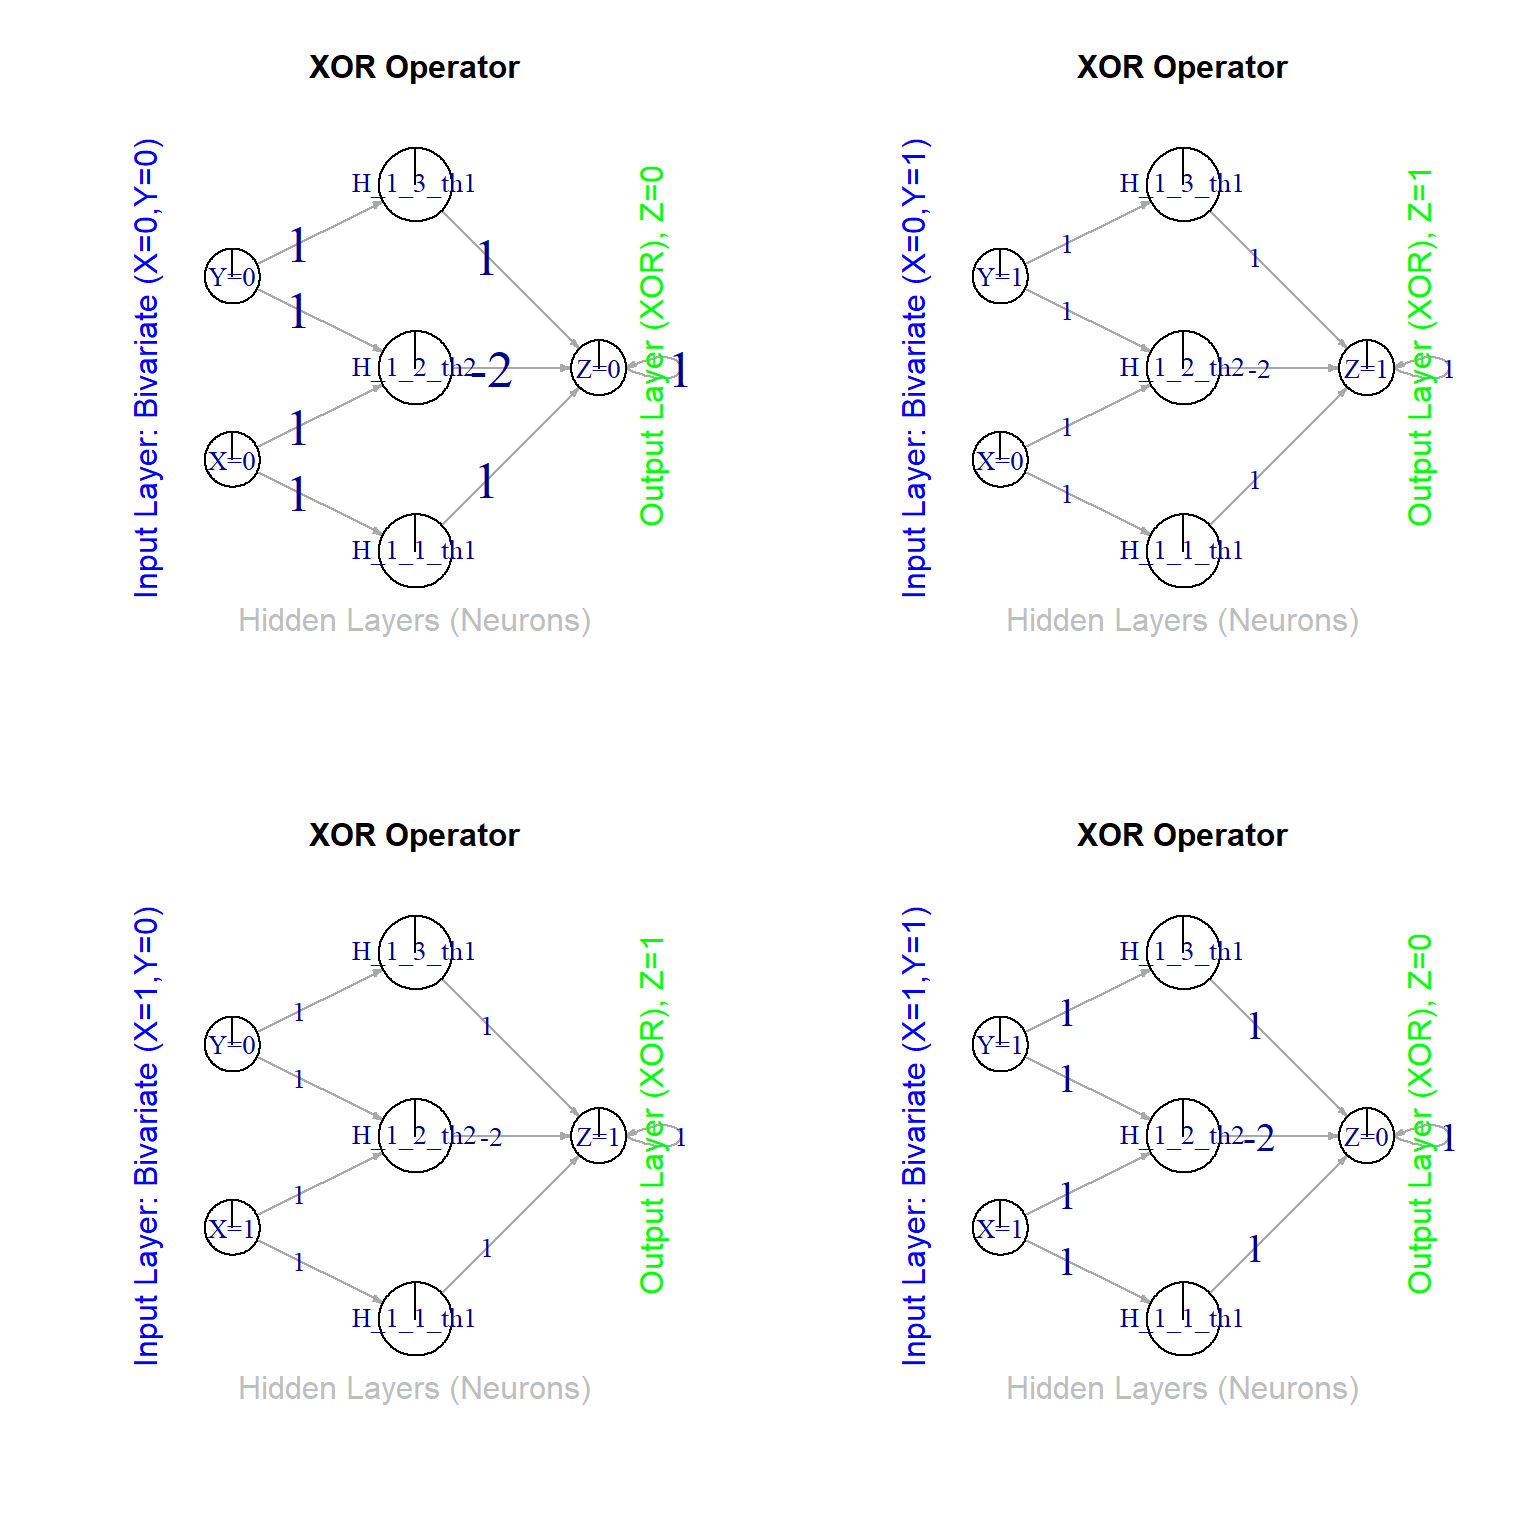 XOR Operator
Input Layer: Bivariate (X=0,Y=0)
H_1_3_th1
1
1
Y=0
1
H_1_2_th2
-2
Z=0
1
1
X=0
1
1
H_1_1_th1
Output Layer (XOR), Z=0
Hidden Layers (Neurons)
XOR Operator
Input Layer: Bivariate (X=0,Y=1)
H_1_3_th1
1
1
Y=1
1
H_1_2_th2
-2
Z=1
1
1
X=0
1
1
H_1_1_th1
Output Layer (XOR), Z=1
Hidden Layers (Neurons)
XOR Operator
Input Layer: Bivariate (X=1,Y=0)
H_1_3_th1
1
1
Y=0
1
H_1_2_th2
-2
Z=1
1
1
X=1
1
1
H_1_1_th1
Output Layer (XOR), Z=1
Hidden Layers (Neurons)
XOR Operator
Input Layer: Bivariate (X=1,Y=1)
H_1_3_th1
1
1
Y=1
1
H_1_2_th2
-2
Z=0
1
1
X=1
1
1
H_1_1_th1
Output Layer (XOR), Z=0
Hidden Layers (Neurons)